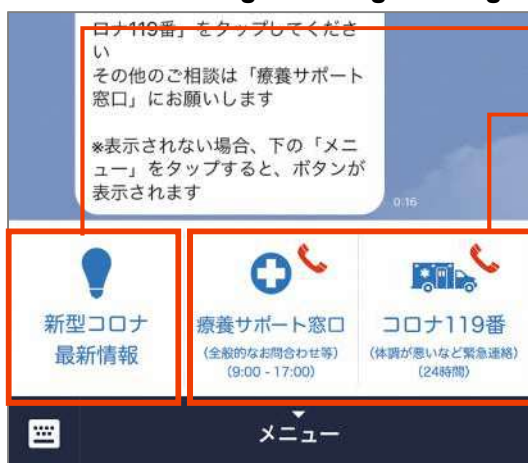 ロナ119番」をタップしてくださ
い
その他のご相談は「療養サポート
窓口」にお願いします
※表示されない場合、下の「メニ
ュー」をタップすると、ボタンが
表示されます
0:16
新型コロナ
最新情報
療養サポート窓口
(全般的なお問合わせ等)
(9:00 - 17:00)
コロナ119番
(体調が悪いなど緊急連絡)
(24時間)
メニュー